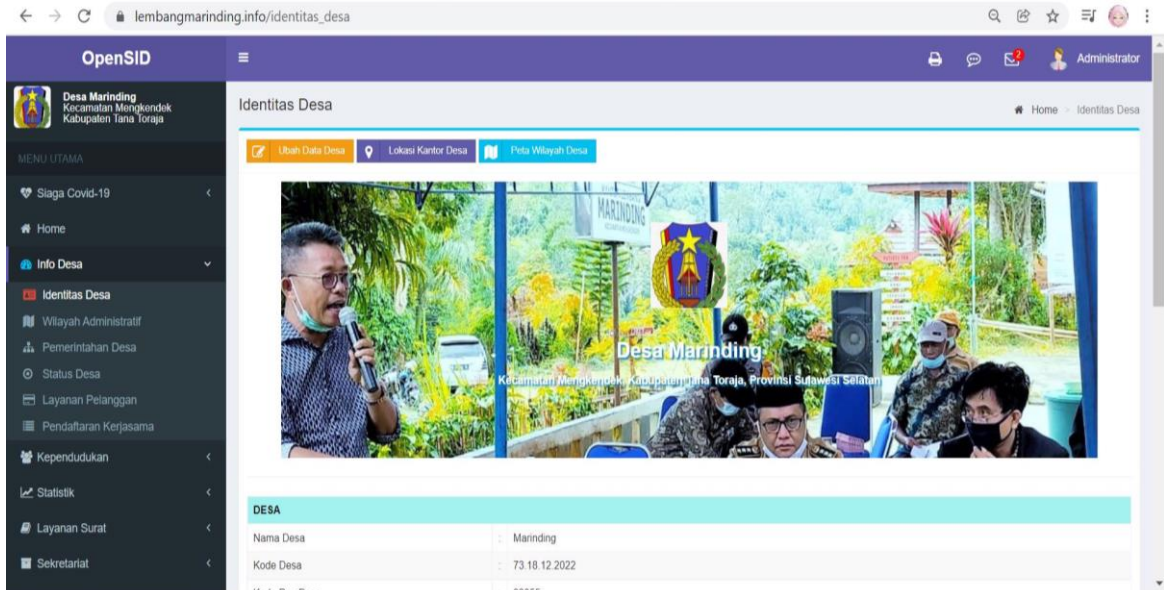 lembangmarinding.info/identitas_desa
OpenSID
2
Administrator
Desa Marinding
Kecamatan Mengkendek
Kabupaten Tana Toraja
Identitas Desa
Home > Identitas Desa
MENU UTAMA
Ubah Data Desa
Lokasi Kantor Desa
Peta Wilayah Desa
Siaga Covid-19
Home
Info Desa
Identitas Desa
Wilayah Administratif
Pemerintahan Desa
Status Desa
Layanan Pelanggan
Pendaftaran Kerjasama
Kependudukan
Statistik
Layanan Surat
Sekretariat
MARINDING
Desa Marinding
Kecamatan Mengkendek, Kabupaten Tana Toraja, Provinsi Sulawesi Selatan
DESA
Nama Desa : Marinding
Kode Desa : 73.18.12.2022